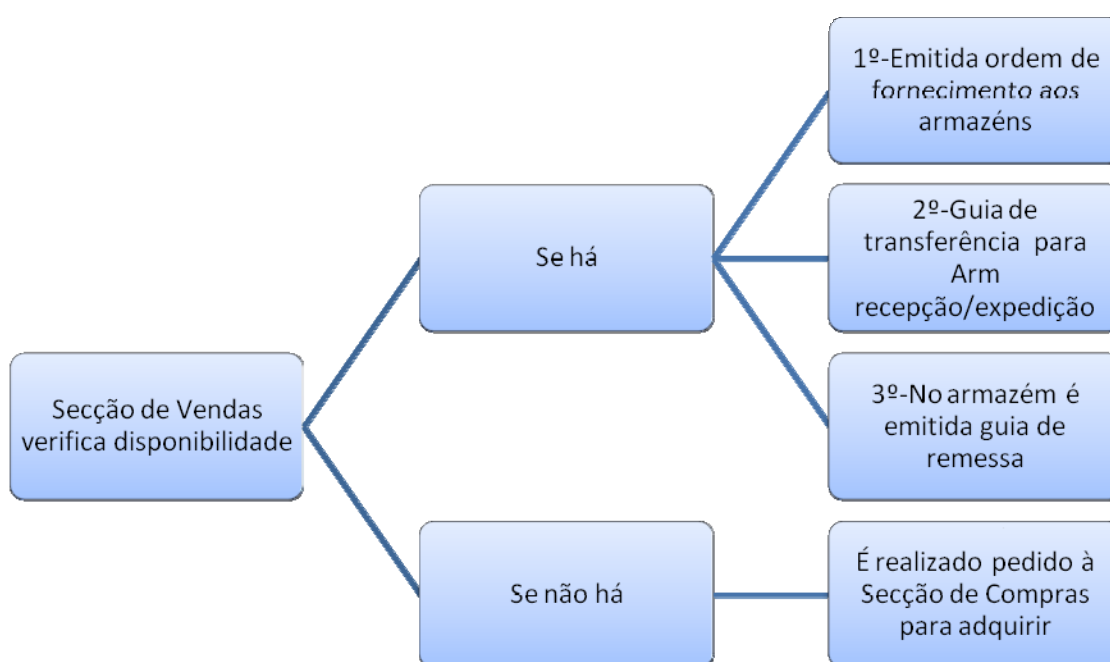 Secção de Vendas
verifica disponibilidade
Se há
1º-Emitida ordem de
fornecimento aos
armazéns
2º-Guia de
transferência para
Arm
recepção/expedição
3º-No armazém é
emitida guia de
remessa
Se não há
É realizado pedido à
Secção de Compras
para adquirir